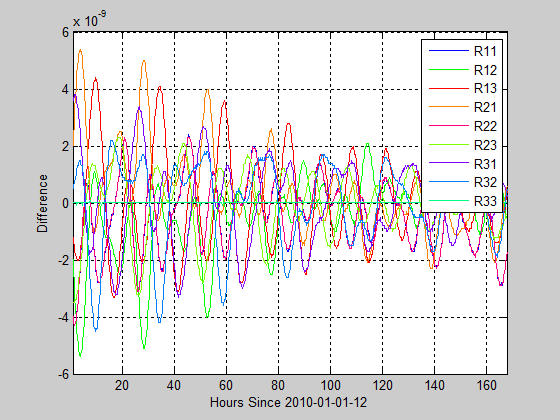 x 10^-9
6
4
2
0
-2
-4
-6
Difference
R11
R12
R13
R21
R22
R23
R31
R32
R33
20 40 60 80 100 120 140 160
Hours Since 2010-01-01-12